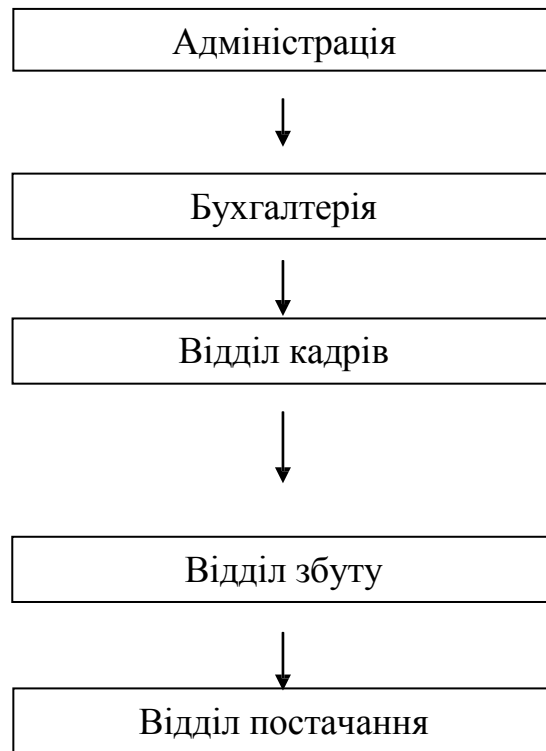 Адміністрація
Бухгалтерія
Відділ кадрів
Відділ збуту
Відділ постачання